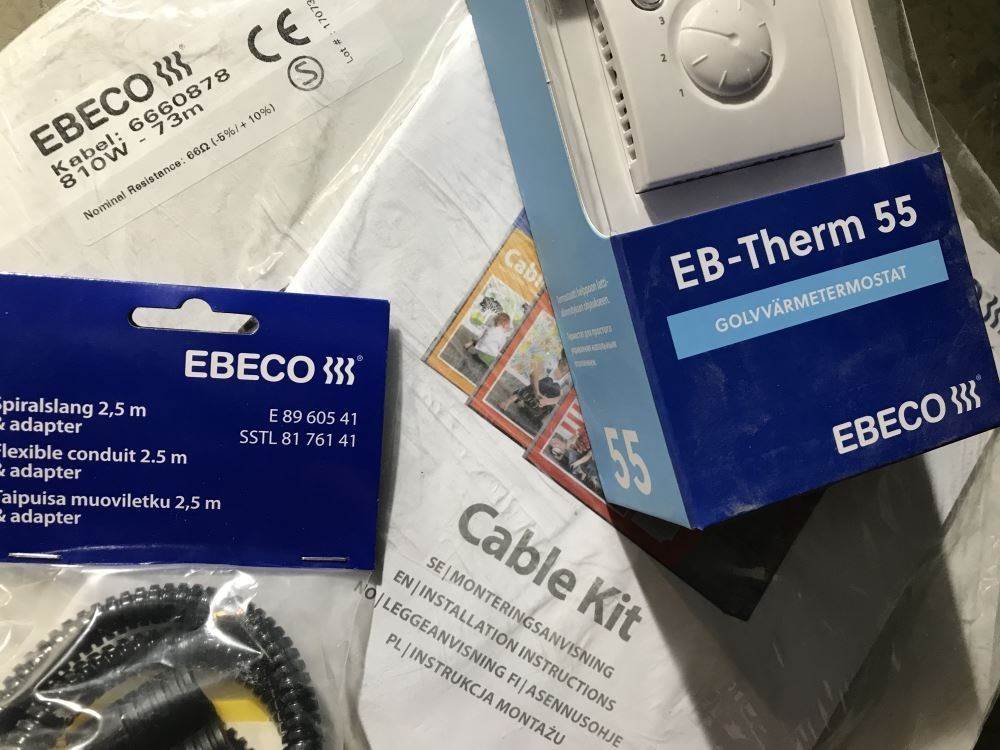 EBECO
Kabel: 6660878
810W - 73m
Nominal Resistance: 66Ω (-5%/ + 10%)
CE
S
Lot # : 17073
3
2
1
EB-Therm 55
GOLVVÄRMETERMOSTAT
EBECO
55
EBECO
Spiralslang 2,5 m
& adapter
Flexible conduit 2.5 m
& adapter
Taipuisa muoviletku 2,5 m
& adapter
E 89 605 41
SSTL 81 761 41
Cable Kit
SE | MONTERINGSANVISNING
EN | INSTALLATION INSTRUCTIONS
NO | LEGGEANVISNING FI | ASENNUSOHJE
PL | INSTRUKCJA MONTAŻU